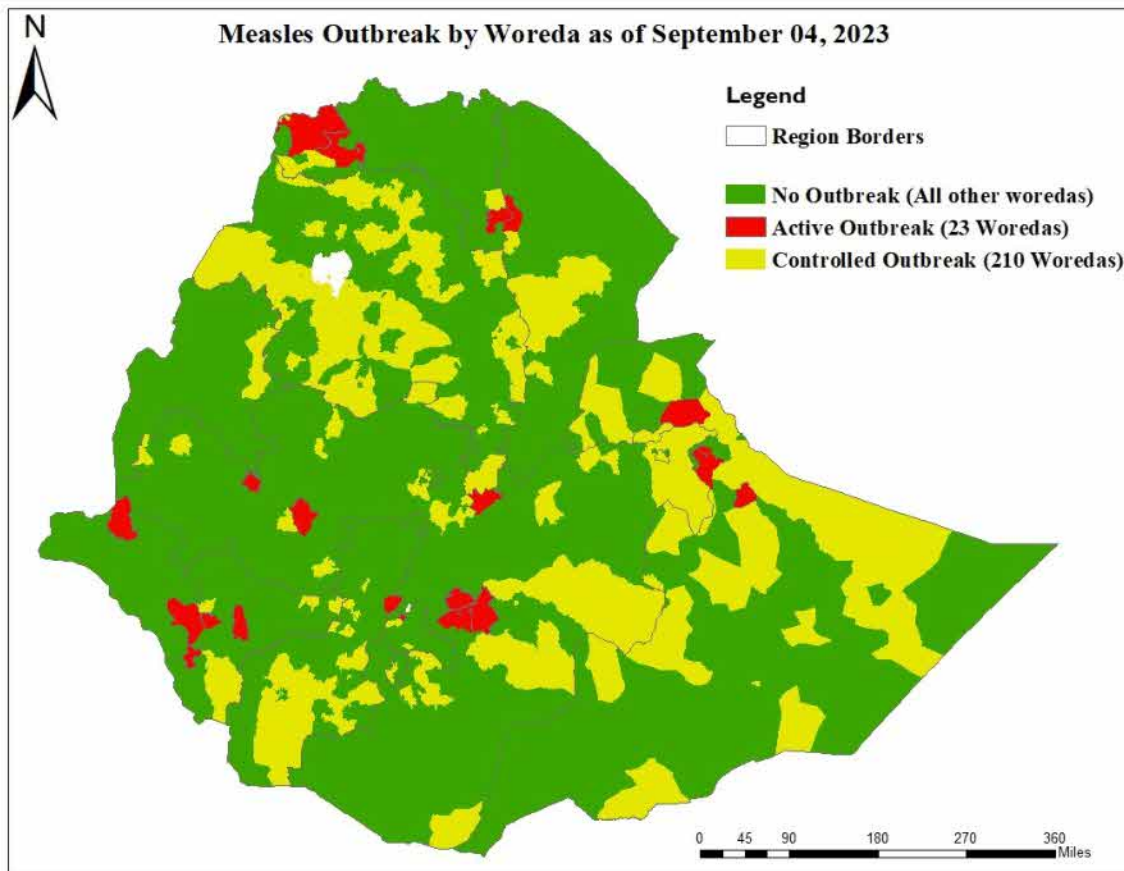 N
Measles Outbreak by Woreda as of September 04, 2023
Legend
Region Borders
No Outbreak (All other woredas)
Active Outbreak (23 Woredas)
Controlled Outbreak (210 Woredas)
0 45 90 180 270 360
Miles